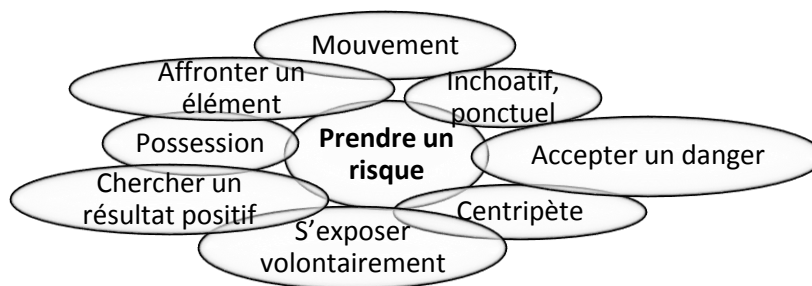 Mouvement
Affronter un
élément
Inchoatif,
ponctuel
Possession
Prendre un
risque
Accepter un danger
Chercher un
résultat positif
Centripète
S’exposer
volontairement